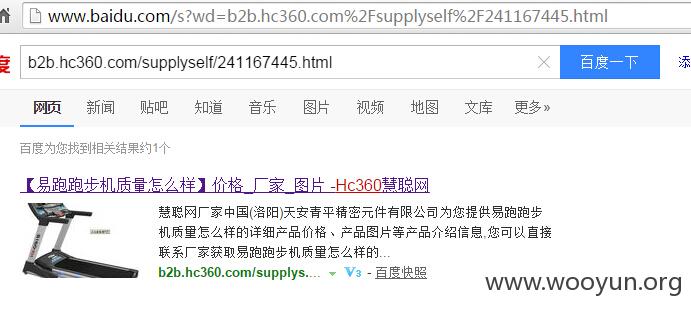 www.baidu.com/s?wd=b2b.hc360.com%2Fsupplyself%2F241167445.html
b2b.hc360.com/supplyself/241167445.html
百度一下
网页 新闻 贴吧 知道 音乐 图片 视频 地图 文库 更多»
百度为您找到相关结果约1个
【易跑跑步机质量怎么样】价格_厂家_图片 -Hc360慧聪网
慧聪网厂家中国(洛阳)天安青平精密元件有限公司为您提供易跑跑步
机质量怎么样的详细产品价格、产品图片等产品介绍信息,您可以直接
联系厂家获取易跑跑步机质量怎么样的...
b2b.hc360.com/supplys.... V3 - 百度快照
www.wooyun.org